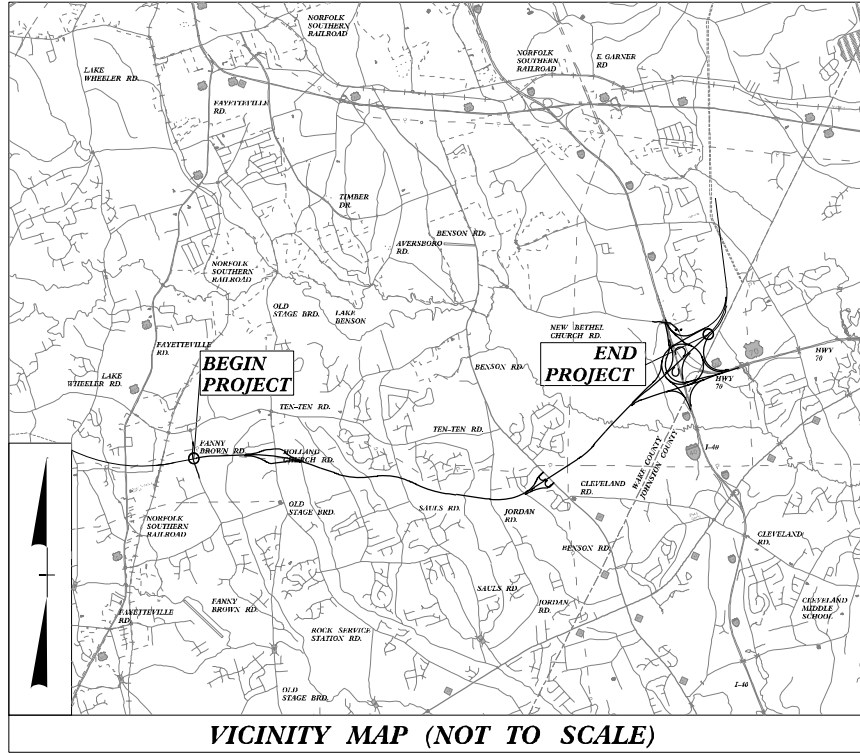 NORFOLK
SOUTHERN
RAILROAD
LAKE
WHEELER RD.
FAYETTEVILLE
RD.
NORFOLK
SOUTHERN
RAILROAD
E. GARNER
RD
TIMBER
DR.
BENSON RD.
AVERSBORO
RD.
NORFOLK
SOUTHERN
RAILROAD
OLD
STAGE BRD.
LAKE
BENSON
NEW BETHEL
CHURCH RD.
FAYETTEVILLE
RD.
BEGIN
PROJECT
END
PROJECT
70
HWY
70
LAKE
WHEELER RD.
BENSON RD.
HWY
70
TEN-TEN RD.
TEN-TEN RD.
FANNY
BROWN RD.
HOLLAND
CHURCH RD.
I-40
WAKE COUNTY
JOHNSTON COUNTY
CLEVELAND
RD.
OLD
STAGE BRD.
SAULS RD.
JORDAN
RD.
NORFOLK
SOUTHERN
RAILROAD
BENSON RD.
CLEVELAND
RD.
FANNY
BROWN RD.
FAYETTEVILLE
RD.
SAULS RD.
JORDAN
RD.
CLEVELAND
MIDDLE
SCHOOL
ROCK SERVICE
STATION RD.
OLD
STAGE BRD.
I-40
VICINITY MAP (NOT TO SCALE)